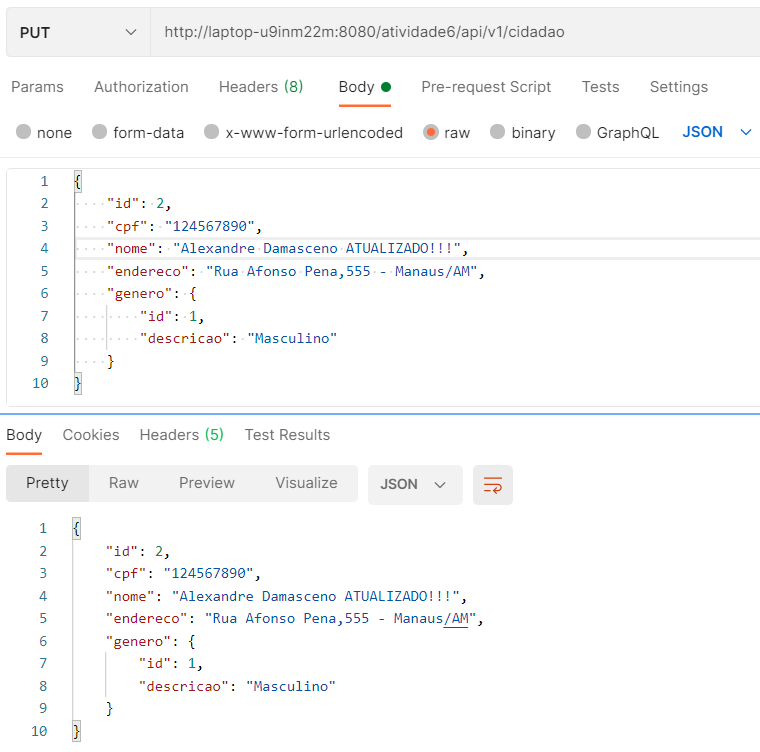 PUT http://laptop-u9inm22m:8080/atividade6/api/v1/cidadao
Params Authorization Headers (8) Body Pre-request Script Tests Settings
none form-data x-www-form-urlencoded raw binary GraphQL JSON
1 {
2 "id": 2,
3 "cpf": "124567890",
4 "nome": "Alexandre Damasceno ATUALIZADO!!!",
5 "endereco": "Rua Afonso Pena,555 - Manaus/AM",
6 "genero": {
7 "id": 1,
8 "descricao": "Masculino"
9 }
10 }
Body Cookies Headers (5) Test Results
Pretty Raw Preview Visualize JSON
1 {
2 "id": 2,
3 "cpf": "124567890",
4 "nome": "Alexandre Damasceno ATUALIZADO!!!",
5 "endereco": "Rua Afonso Pena,555 - Manaus/AM",
6 "genero": {
7 "id": 1,
8 "descricao": "Masculino"
9 }
10 }